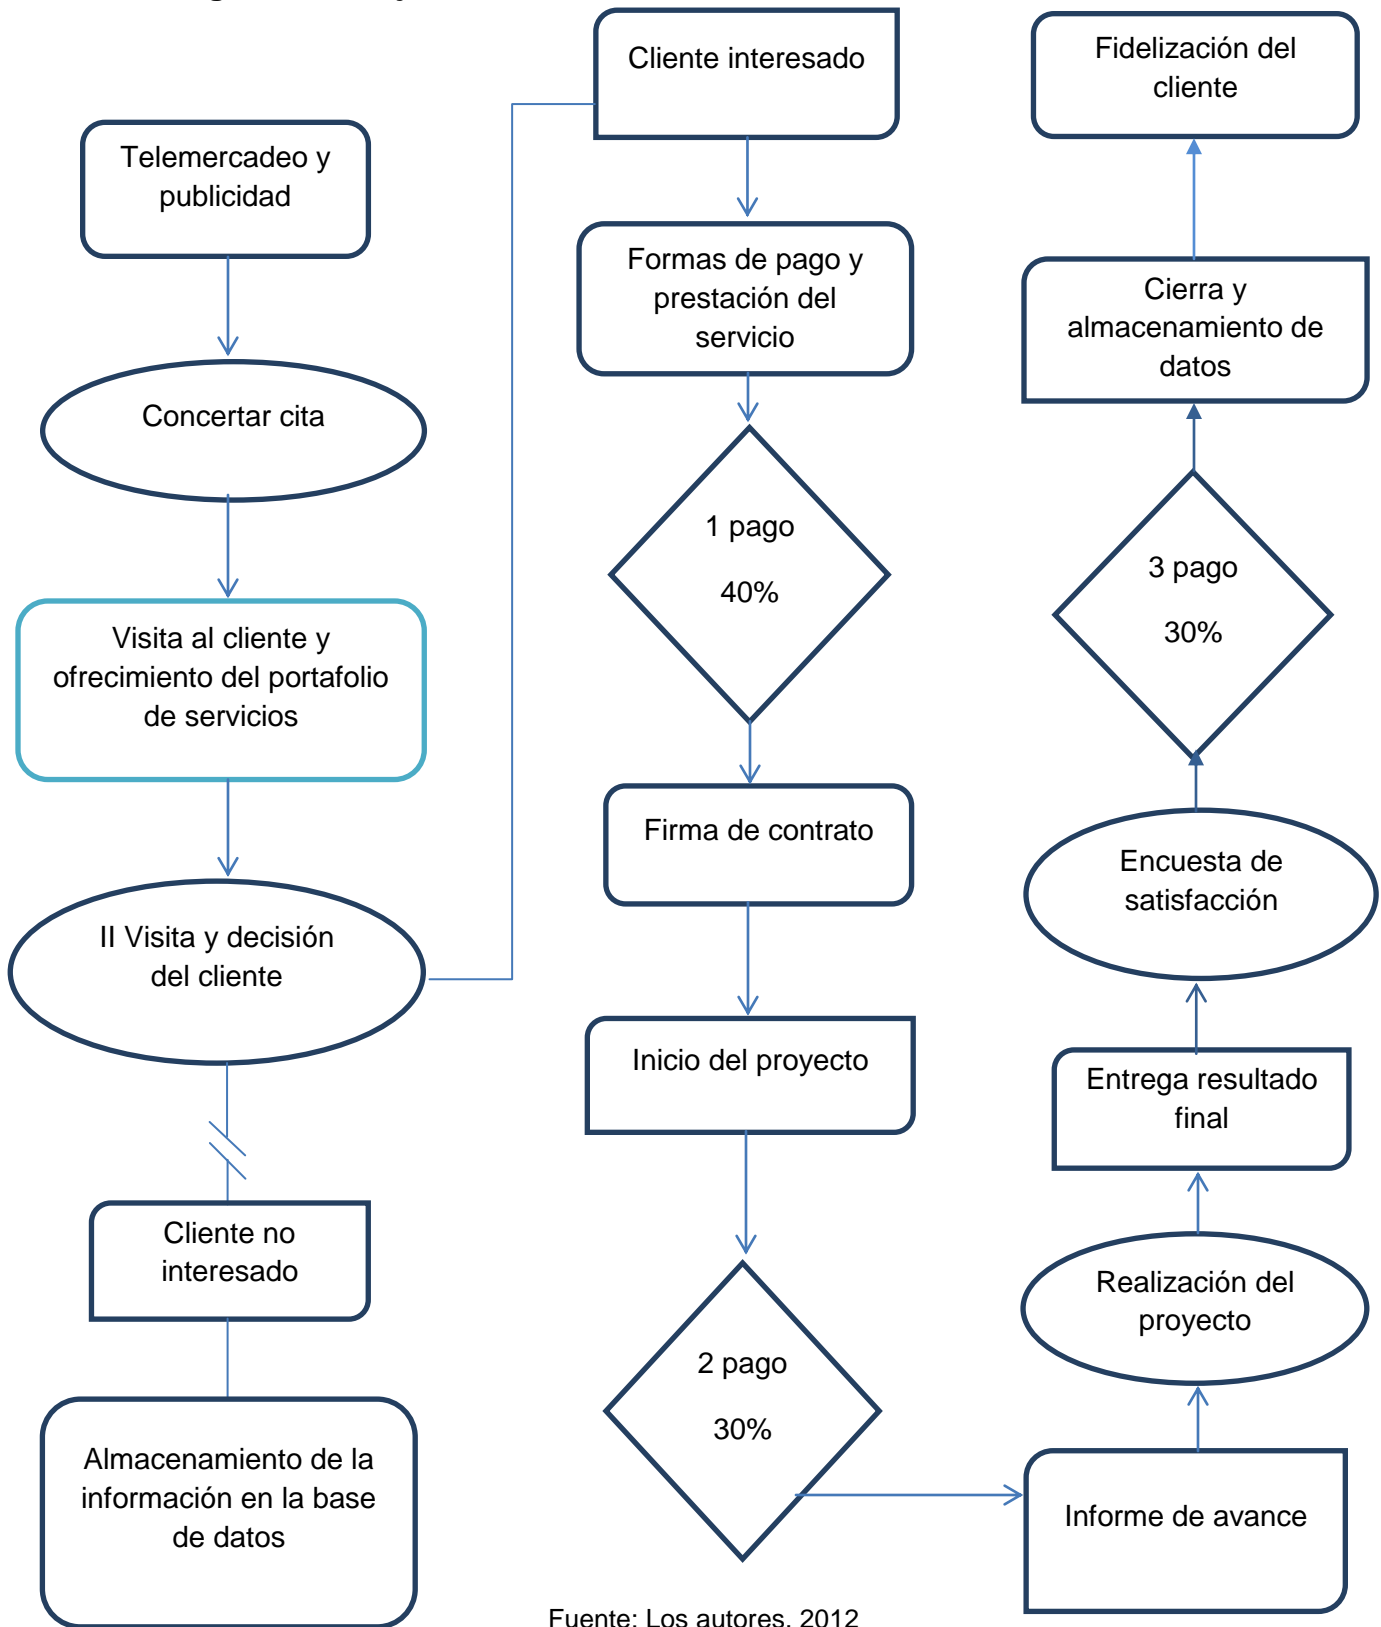 Telemercadeo y
publicidad
Concertar cita
Visita al cliente y
ofrecimiento del portafolio
de servicios
II Visita y decisión
del cliente
Cliente no
interesado
Almacenamiento de la
información en la base
de datos
Cliente interesado
Formas de pago y
prestación del
servicio
1 pago
40%
Firma de contrato
Inicio del proyecto
2 pago
30%
Informe de avance
Realización del
proyecto
Entrega resultado
final
Encuesta de
satisfacción
3 pago
30%
Cierra y
almacenamiento de
datos
Fidelización del
cliente
Fuente: Los autores. 2012